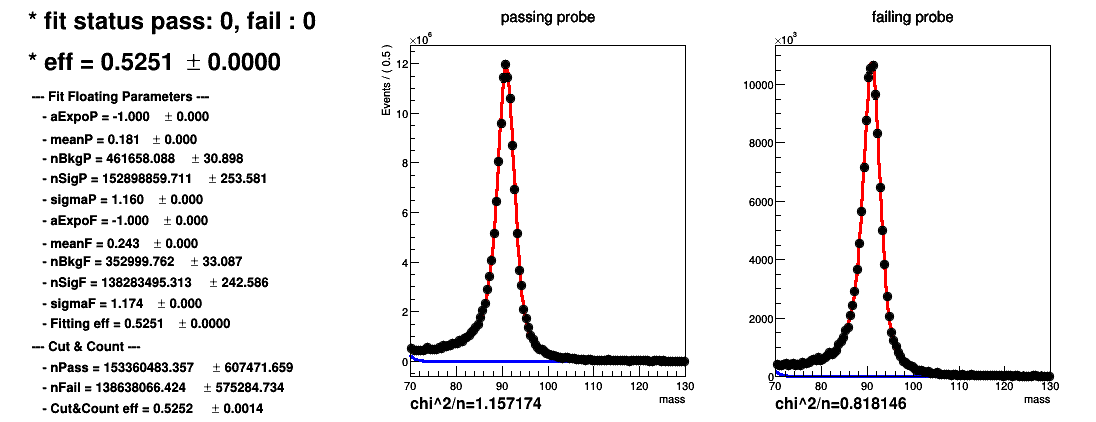 * fit status pass: 0, fail : 0
* eff = 0.5251 ± 0.0000
--- Fit Floating Parameters ---
- aExpoP = -1.000 ± 0.000
- meanP = 0.181 ± 0.000
- nBkgP = 461658.088 ± 30.898
- nSigP = 152898859.711 ± 253.581
- sigmaP = 1.160 ± 0.000
- aExpoF = -1.000 ± 0.000
- meanF = 0.243 ± 0.000
- nBkgF = 352999.762 ± 33.087
- nSigF = 138283495.313 ± 242.586
- sigmaF = 1.174 ± 0.000
- Fitting eff = 0.5251 ± 0.0000
--- Cut & Count ---
- nPass = 153360483.357 ± 607471.659
- nFail = 138638066.424 ± 575284.734
- Cut&Count eff = 0.5252 ± 0.0014
passing probe
×10⁶
Events / ( 0.5 )
12
10
8
6
4
2
0
70 80 90 100 110 120 130
mass
chi^2/n=1.157174
failing probe
×10³
10000
8000
6000
4000
2000
0
70 80 90 100 110 120 130
mass
chi^2/n=0.818146